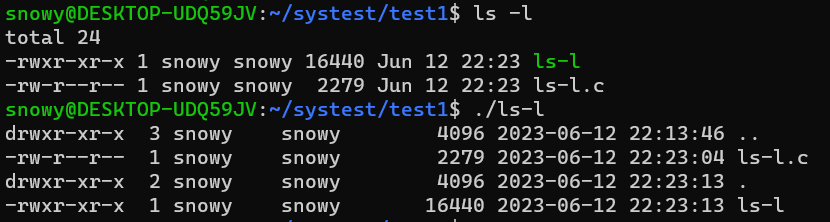 snowy@DESKTOP-UDQ59JV:~/systest/test1$ ls -l
total 24
-rwxr-xr-x 1 snowy snowy 16440 Jun 12 22:23 ls-l
-rw-r--r-- 1 snowy snowy  2279 Jun 12 22:23 ls-l.c
snowy@DESKTOP-UDQ59JV:~/systest/test1$ ./ls-l
drwxr-xr-x  3 snowy    snowy        4096 2023-06-12 22:13:46 ..
-rw-r--r--  1 snowy    snowy        2279 2023-06-12 22:23:04 ls-l.c
drwxr-xr-x  2 snowy    snowy        4096 2023-06-12 22:23:13 .
-rwxr-xr-x  1 snowy    snowy       16440 2023-06-12 22:23:13 ls-l